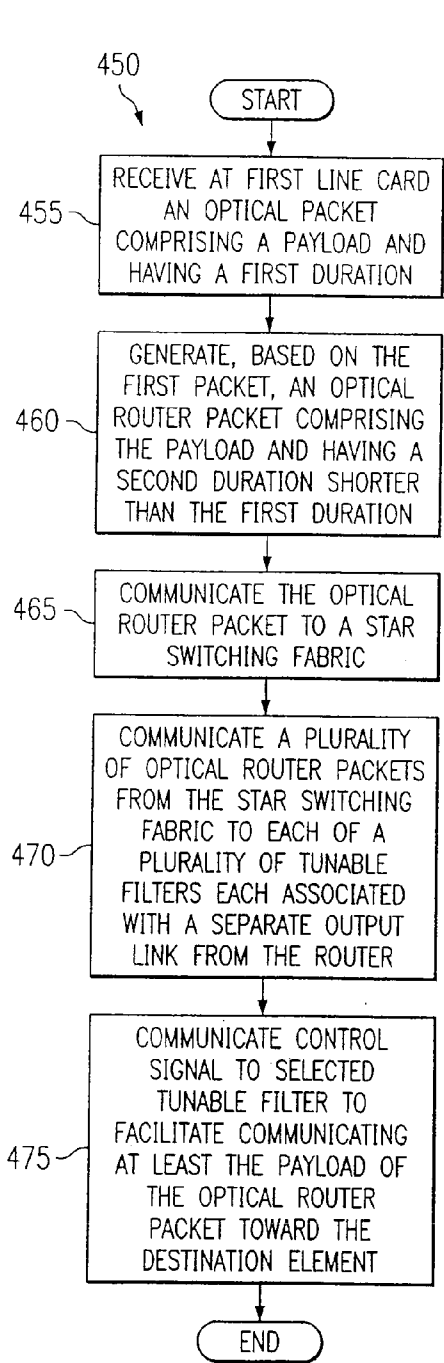 450
START
455
RECEIVE AT FIRST LINE CARD
AN OPTICAL PACKET
COMPRISING A PAYLOAD AND
HAVING A FIRST DURATION
460
GENERATE, BASED ON THE
FIRST PACKET, AN OPTICAL
ROUTER PACKET COMPRISING
THE PAYLOAD AND HAVING A
SECOND DURATION SHORTER
THAN THE FIRST DURATION
465
COMMUNICATE THE OPTICAL
ROUTER PACKET TO A STAR
SWITCHING FABRIC
470
COMMUNICATE A PLURALITY
OF OPTICAL ROUTER PACKETS
FROM THE STAR SWITCHING
FABRIC TO EACH OF A
PLURALITY OF TUNABLE
FILTERS EACH ASSOCIATED
WITH A SEPARATE OUTPUT
LINK FROM THE ROUTER
475
COMMUNICATE CONTROL
SIGNAL TO SELECTED
TUNABLE FILTER TO
FACILITATE COMMUNICATING
AT LEAST THE PAYLOAD OF
THE OPTICAL ROUTER
PACKET TOWARD THE
DESTINATION ELEMENT
END